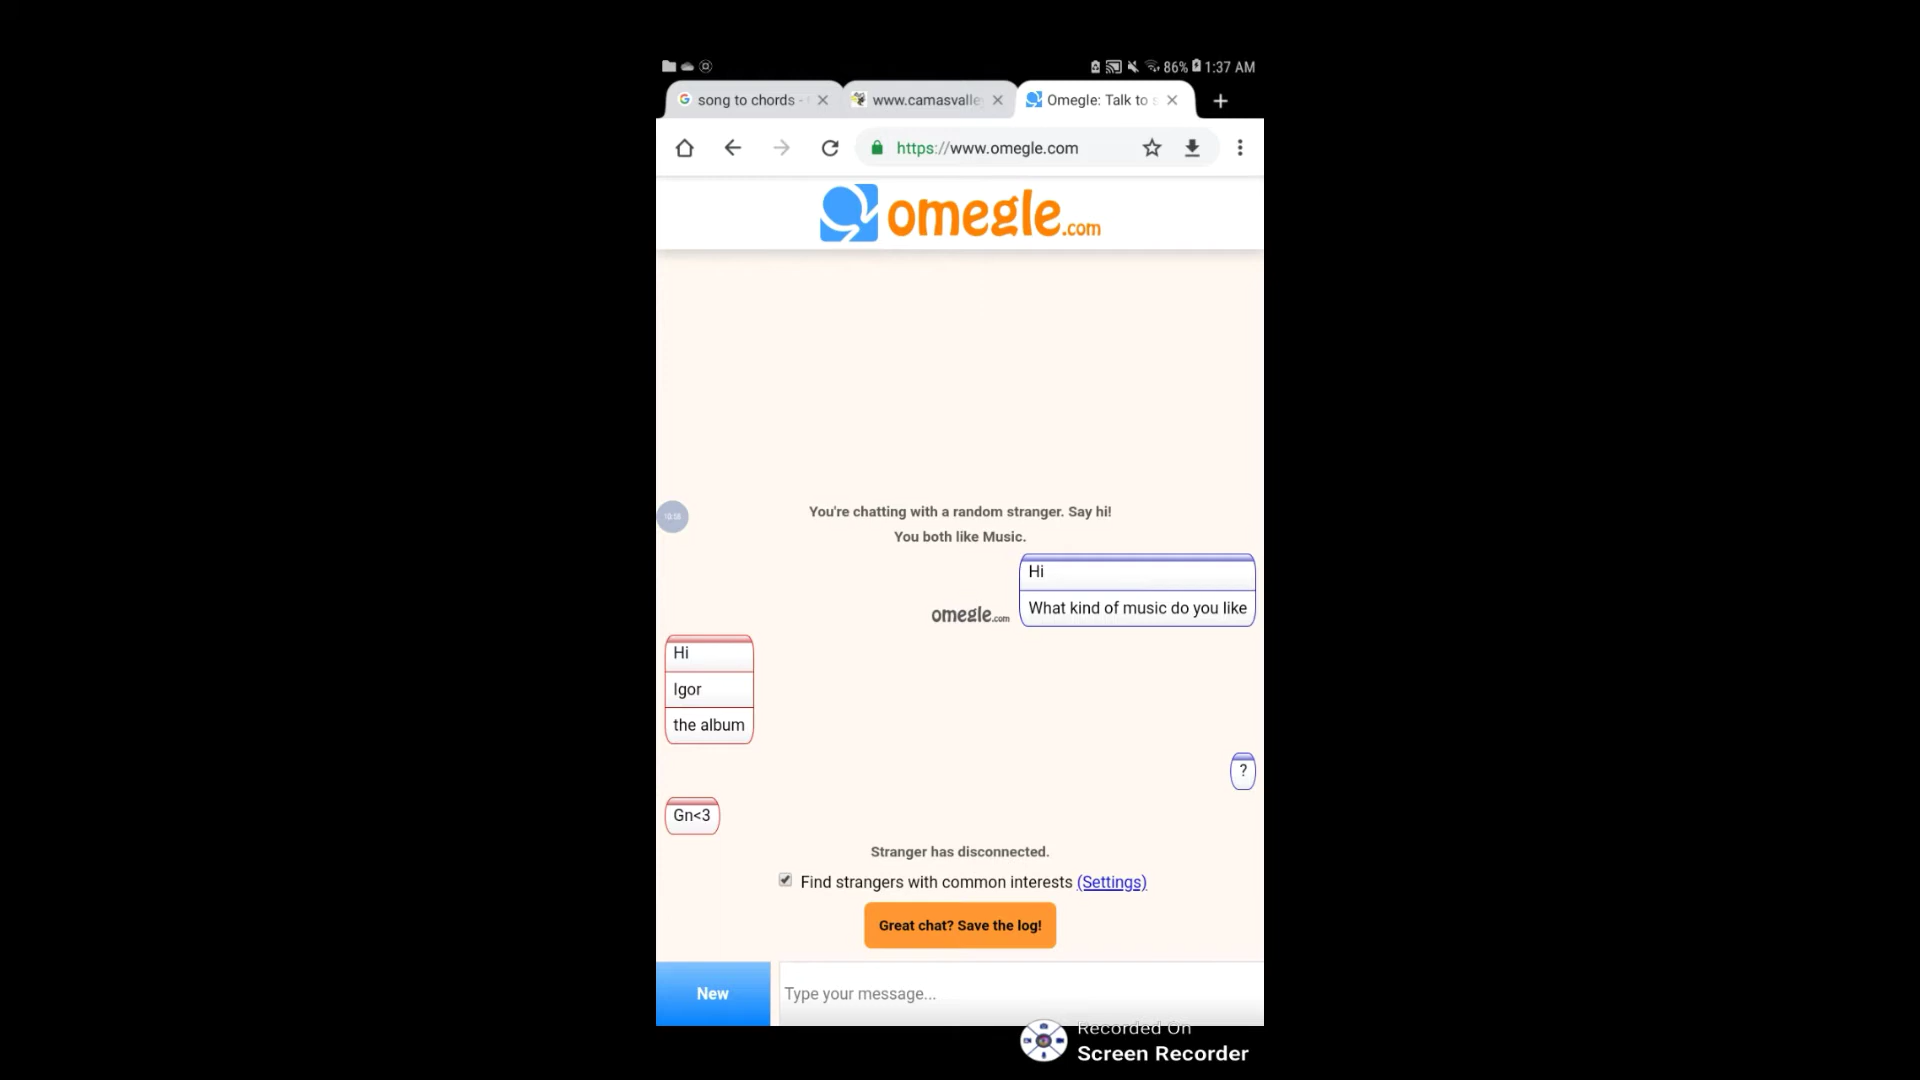 86% 1:37 AM
song to chords -
www.camasvalle
Omegle: Talk to s
https://www.omegle.com
omegle.com
You're chatting with a random stranger. Say hi!
10:58
You both like Music.
Hi
What kind of music do you like
omegle.com
Hi
Igor
the album
?
Gn<3
Stranger has disconnected.
Find strangers with common interests (Settings)
Great chat? Save the log!
New
Type your message...
Recorded On
Screen Recorder